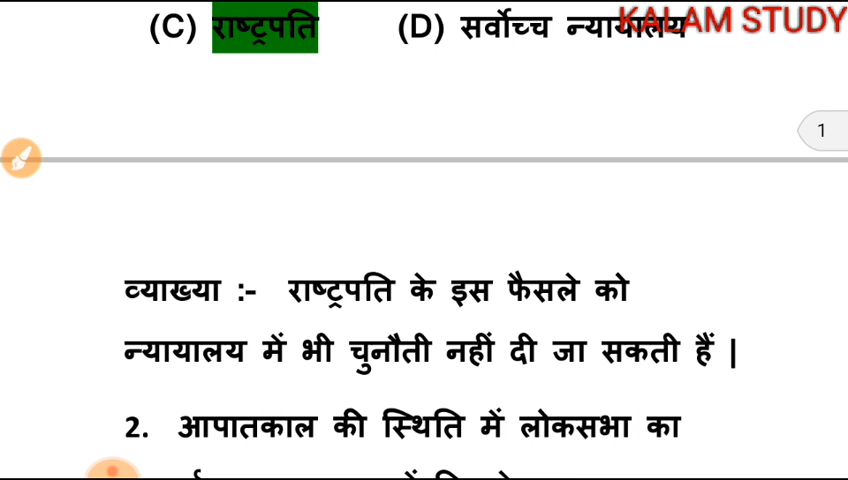 (C) राष्ट्रपति (D) सर्वोच्च न्यायालय
KALAM STUDY
1
व्याख्या :- राष्ट्रपति के इस फैसले को
न्यायालय में भी चुनौती नहीं दी जा सकती हैं |
2. आपातकाल की स्थिति में लोकसभा का